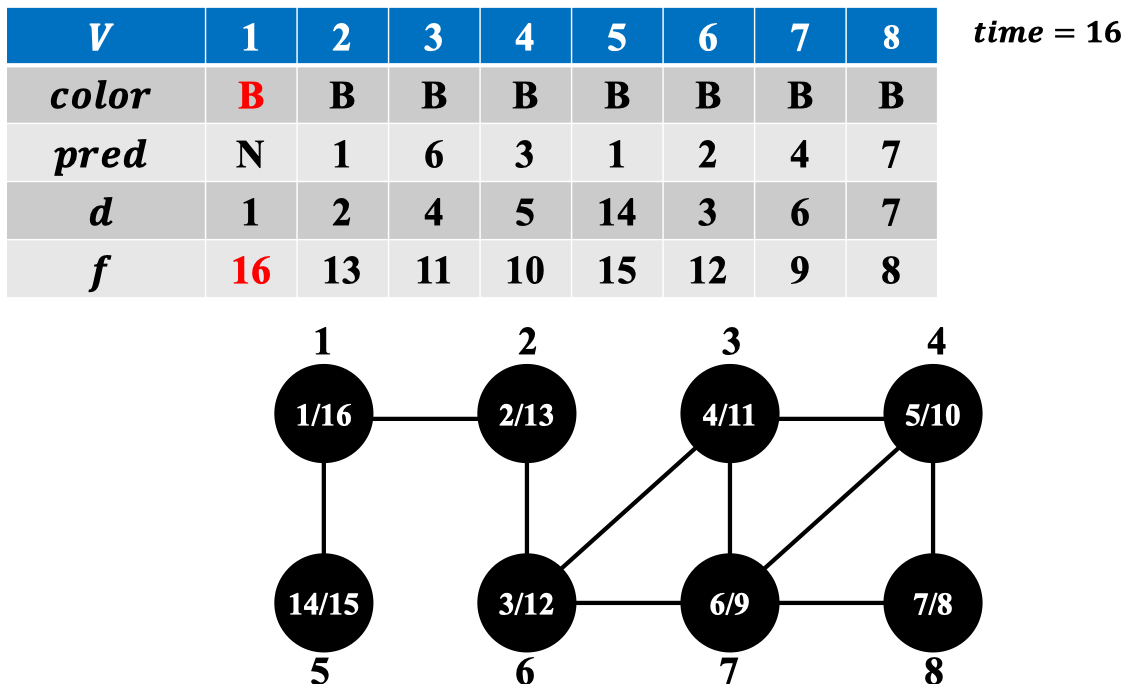 V 1 2 3 4 5 6 7 8
time = 16
color B B B B B B B B
pred N 1 6 3 1 2 4 7
d 1 2 4 5 14 3 6 7
f 16 13 11 10 15 12 9 8
1 2 3 4
1/16 2/13 4/11 5/10
14/15 3/12 6/9 7/8
5 6 7 8